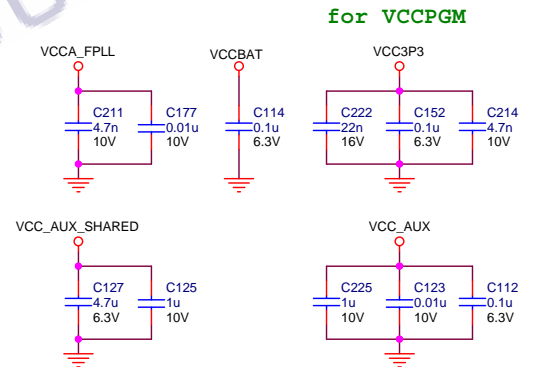 for VCCPGM
VCCA_FPLL
VCCBAT
VCC3P3
C211
4.7n
10V
C177
0.01u
10V
C114
0.1u
6.3V
C222
22n
16V
C152
0.1u
6.3V
C214
4.7n
10V
VCC_AUX_SHARED
VCC_AUX
C127
4.7u
6.3V
C125
1u
10V
C225
1u
10V
C123
0.01u
10V
C112
0.1u
6.3V